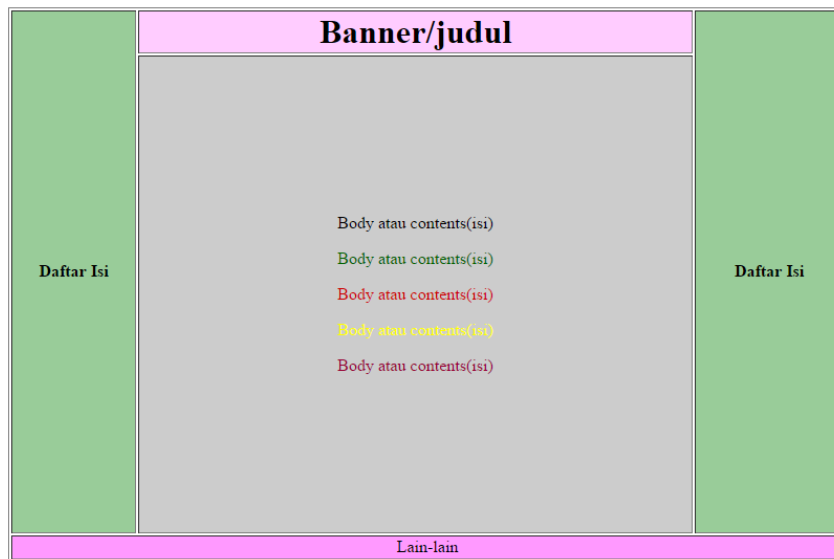 Banner/judul
Daftar Isi
Body atau contents(isi)
Body atau contents(isi)
Body atau contents(isi)
Body atau contents(isi)
Body atau contents(isi)
Daftar Isi
Lain-lain